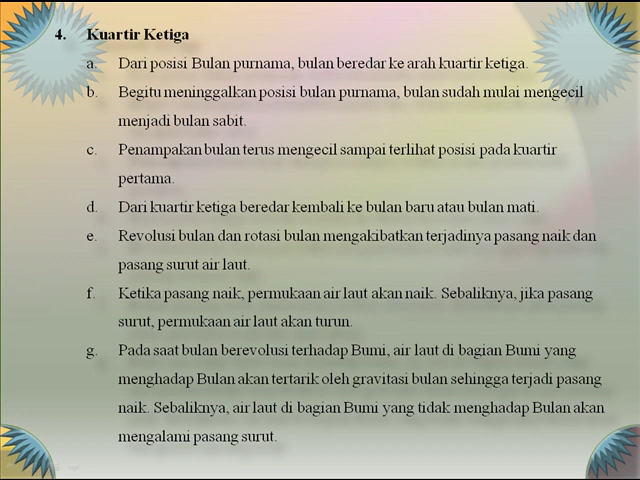 4. Kuartir Ketiga
a. Dari posisi Bulan purnama, bulan beredar ke arah kuartir ketiga.
b. Begitu meninggalkan posisi bulan purnama, bulan sudah mulai mengecil
menjadi bulan sabit.
c. Penampakan bulan terus mengecil sampai terlihat posisi pada kuartir
pertama.
d. Dari kuartir ketiga beredar kembali ke bulan baru atau bulan mati.
e. Revolusi bulan dan rotasi bulan mengakibatkan terjadinya pasang naik dan
pasang surut air laut.
f. Ketika pasang naik, permukaan air laut akan naik. Sebaliknya, jika pasang
surut, permukaan air laut akan turun.
g. Pada saat bulan berevolusi terhadap Bumi, air laut di bagian Bumi yang
menghadap Bulan akan tertarik oleh gravitasi bulan sehingga terjadi pasang
naik. Sebaliknya, air laut di bagian Bumi yang tidak menghadap Bulan akan
mengalami pasang surut.